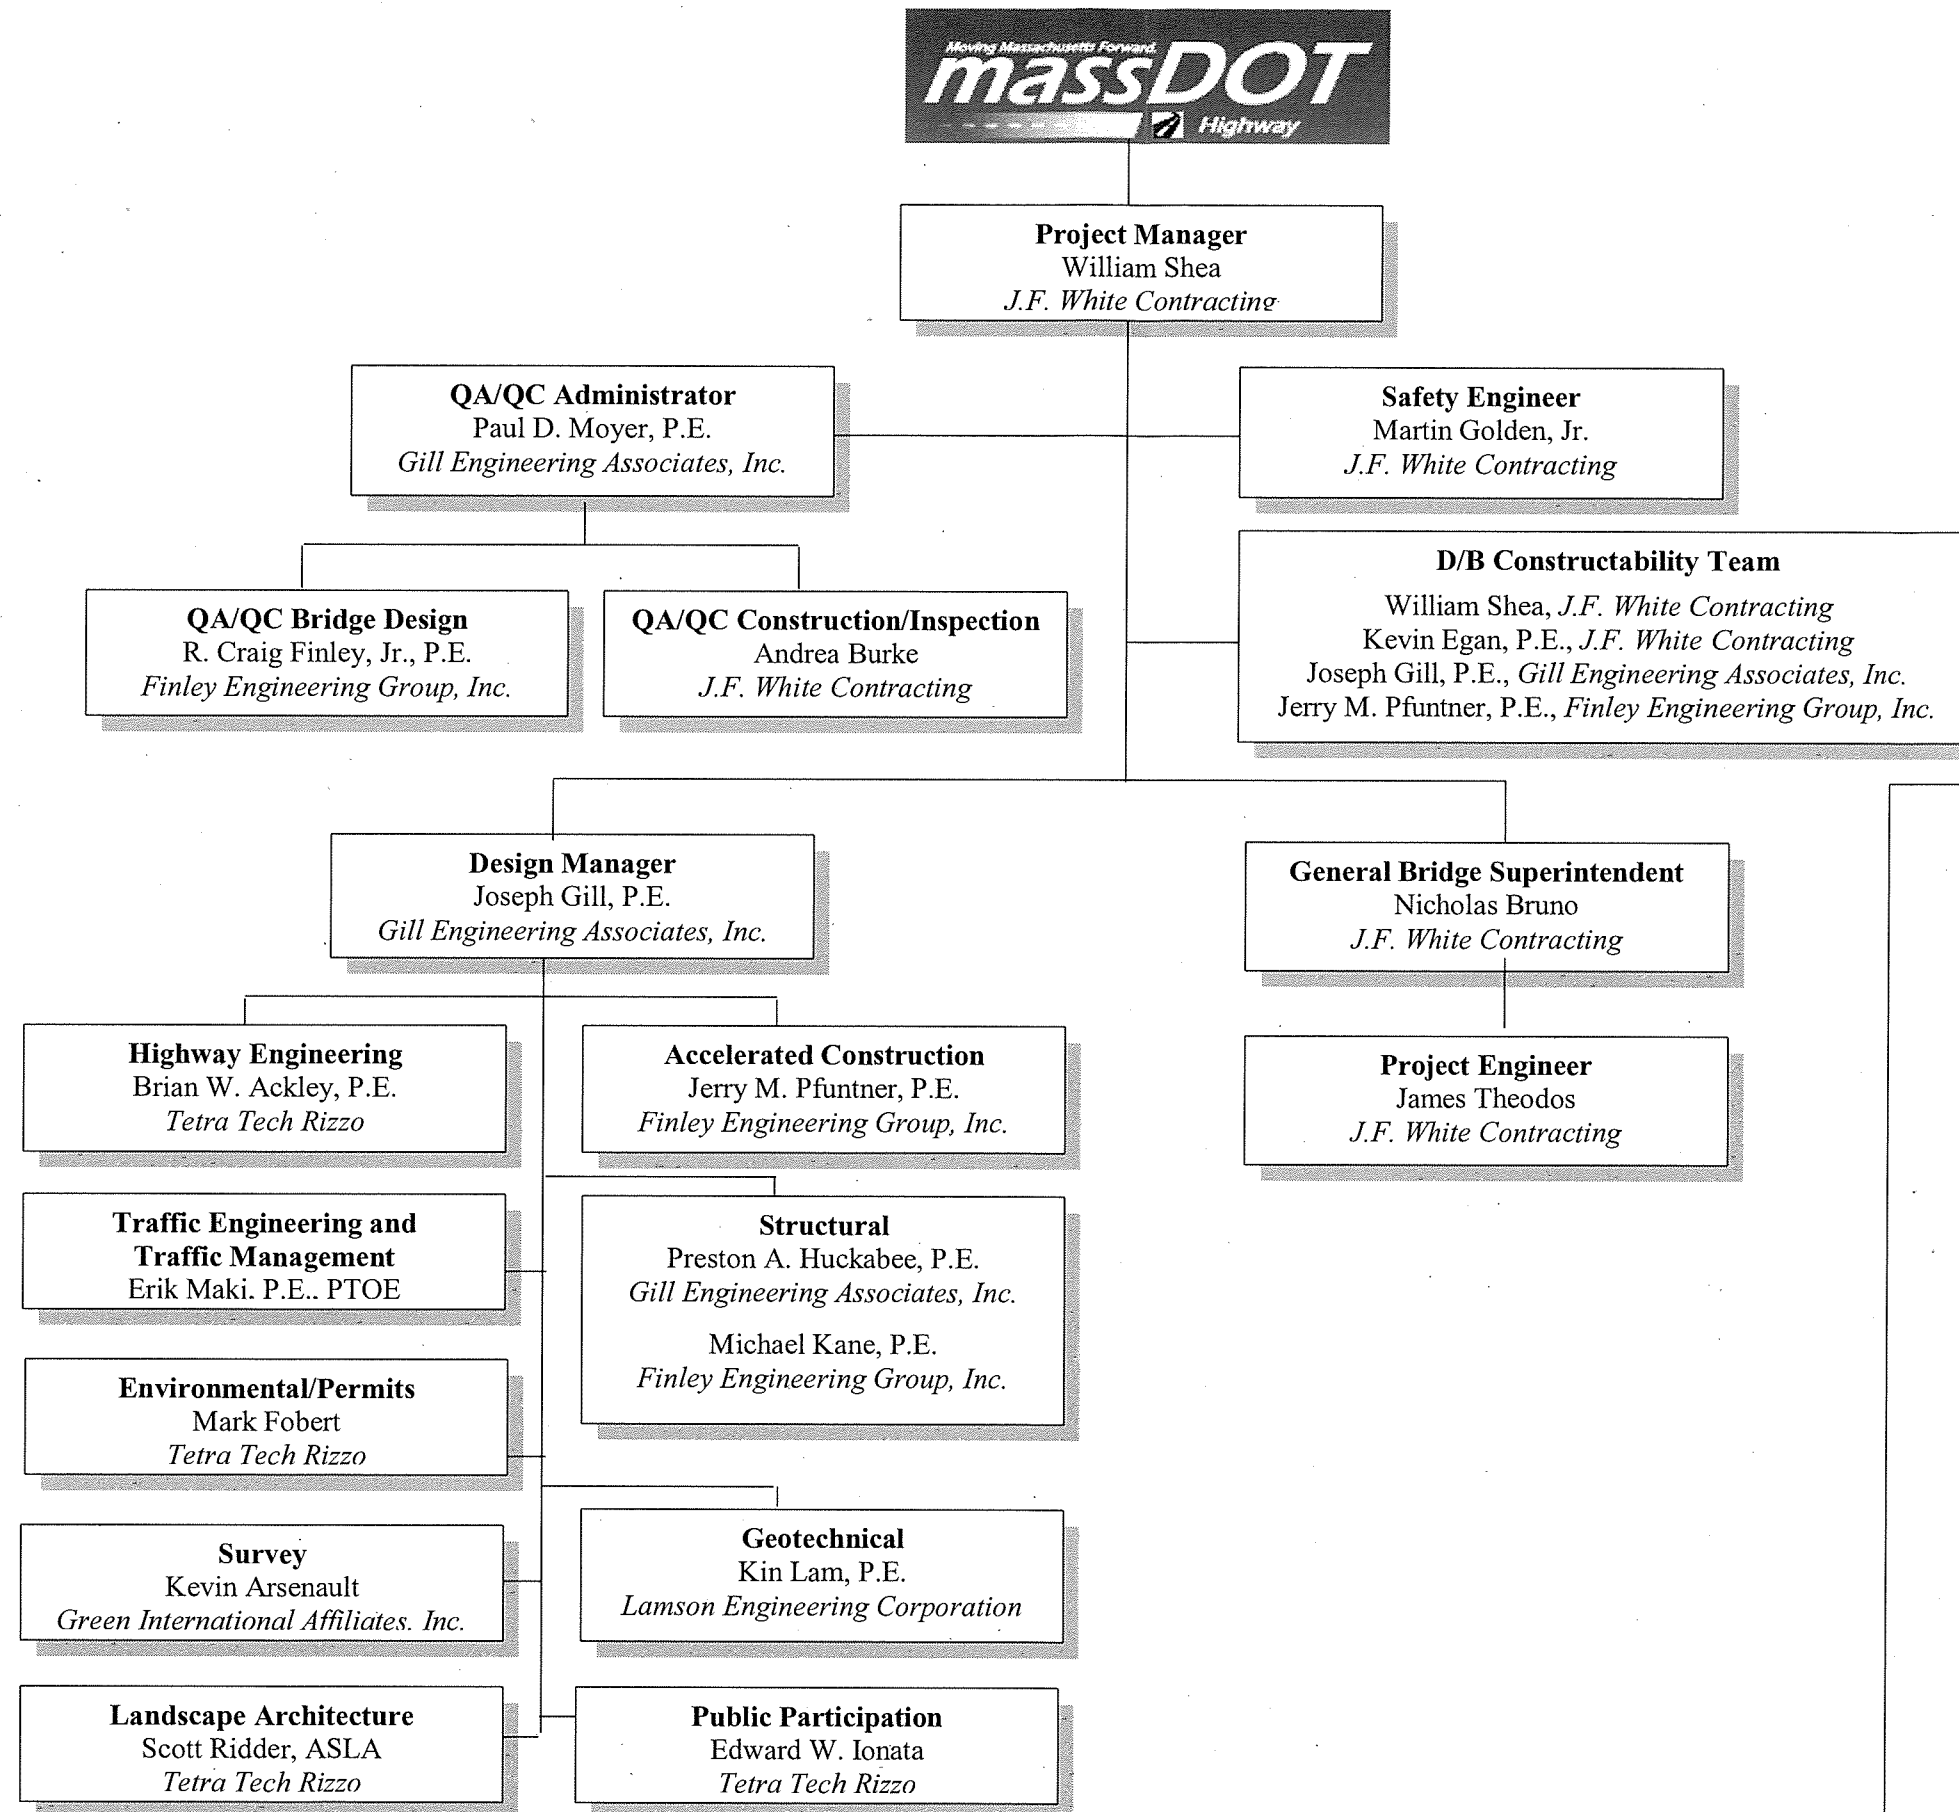 Moving Massachusetts Forward.
massDOT
Highway
Project Manager
William Shea
J.F. White Contracting
QA/QC Administrator
Paul D. Moyer, P.E.
Gill Engineering Associates, Inc.
Safety Engineer
Martin Golden, Jr.
J.F. White Contracting
QA/QC Bridge Design
R. Craig Finley, Jr., P.E.
Finley Engineering Group, Inc.
QA/QC Construction/Inspection
Andrea Burke
J.F. White Contracting
D/B Constructability Team
William Shea, J.F. White Contracting
Kevin Egan, P.E., J.F. White Contracting
Joseph Gill, P.E., Gill Engineering Associates, Inc.
Jerry M. Pfuntner, P.E., Finley Engineering Group, Inc.
Design Manager
Joseph Gill, P.E.
Gill Engineering Associates, Inc.
General Bridge Superintendent
Nicholas Bruno
J.F. White Contracting
Highway Engineering
Brian W. Ackley, P.E.
Tetra Tech Rizzo
Accelerated Construction
Jerry M. Pfuntner, P.E.
Finley Engineering Group, Inc.
Project Engineer
James Theodos
J.F. White Contracting
Traffic Engineering and
Traffic Management
Erik Maki. P.E.. PTOE
Structural
Preston A. Huckabee, P.E.
Gill Engineering Associates, Inc.
Michael Kane, P.E.
Finley Engineering Group, Inc.
Environmental/Permits
Mark Fobert
Tetra Tech Rizzo
Survey
Kevin Arsenault
Green International Affiliates. Inc.
Geotechnical
Kin Lam, P.E.
Lamson Engineering Corporation
Landscape Architecture
Scott Ridder, ASLA
Tetra Tech Rizzo
Public Participation
Edward W. Ionata
Tetra Tech Rizzo